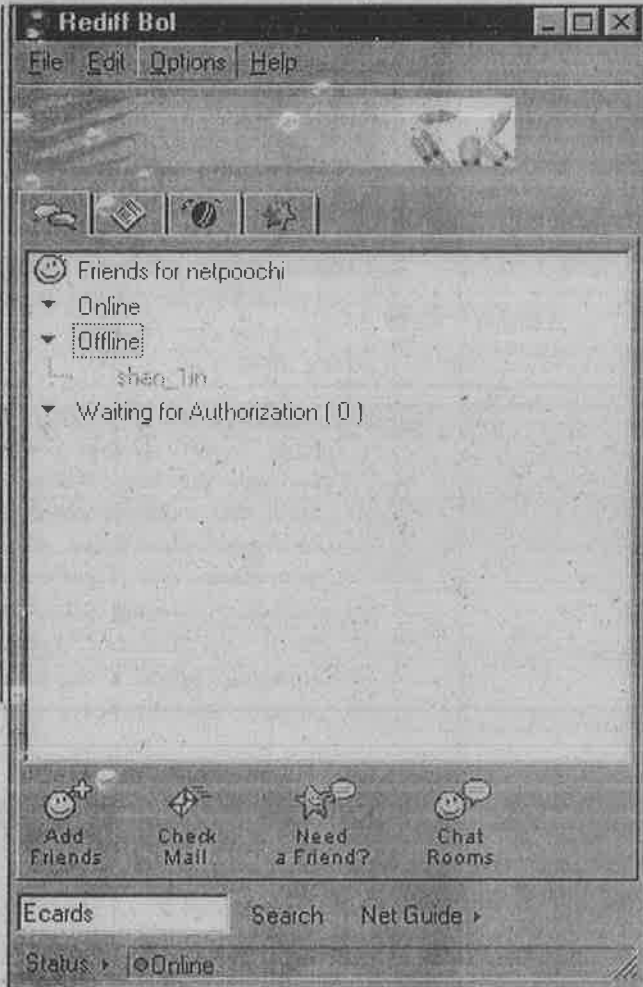 Rediff Bol
File Edit Options Help
Friends for netpoochi
Online
Offline
shan_1in
Waiting for Authorization ( 0 )
Add Friends
Check Mail
Need a Friend?
Chat Rooms
Ecards Search Net Guide
Status Online